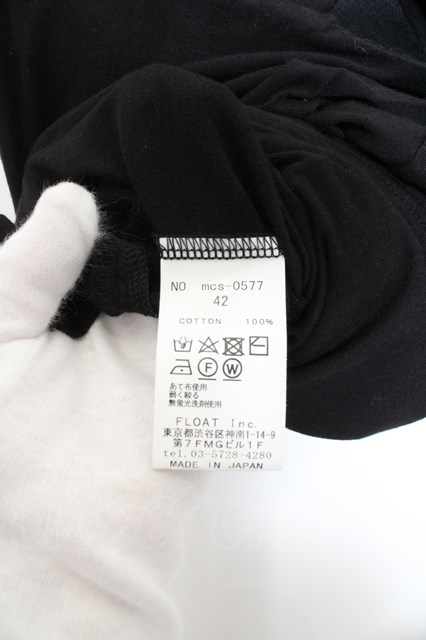 NO. mcs-0577
42
COTTON 100%
F W
あて布使用
弱く絞る
無蛍光洗剤使用
FLOAT Inc.
東京都渋谷区神南1-14-9
第7FMGビル1F
tel.03-5728-4280
MADE IN JAPAN